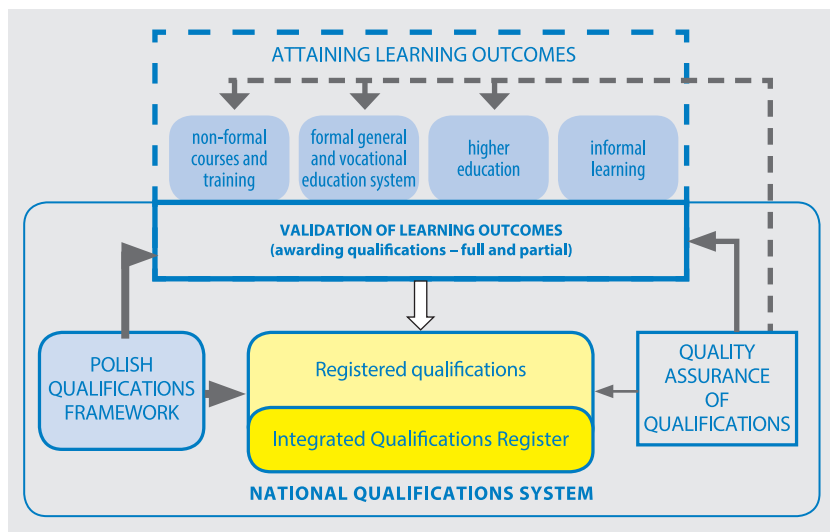 ATTAINING LEARNING OUTCOMES
non-formal
courses and
training
formal general
and vocational
education system
higher
education
informal
learning
VALIDATION OF LEARNING OUTCOMES
(awarding qualifications – full and partial)
POLISH
QUALIFICATIONS
FRAMEWORK
Registered qualifications
Integrated Qualifications Register
QUALITY
ASSURANCE
OF
QUALIFICATIONS
NATIONAL QUALIFICATIONS SYSTEM